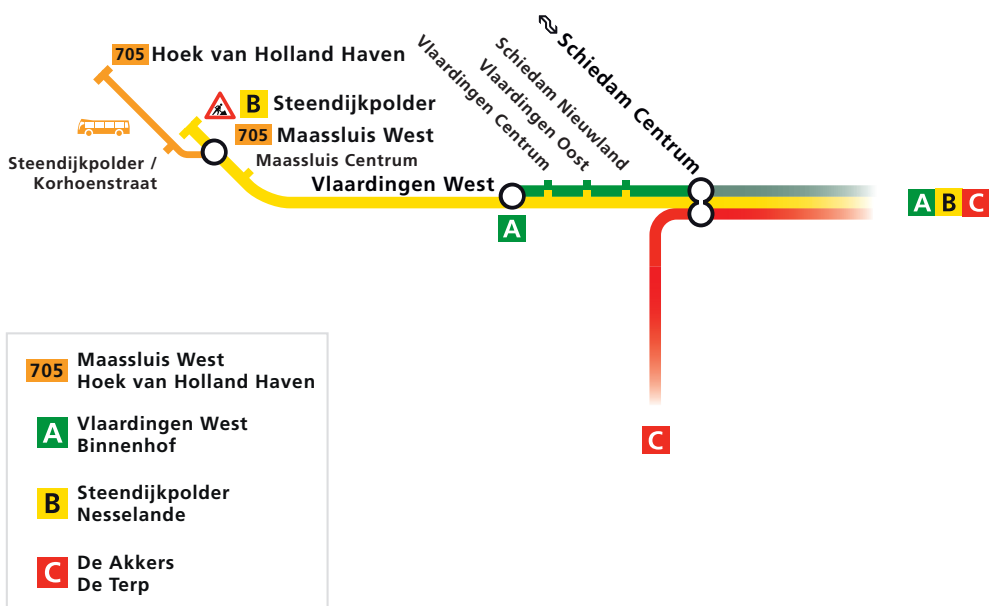 705 Hoek van Holland Haven
B Steendijkpolder
705 Maassluis West
Maassluis Centrum
Steendijkpolder /
Korhoenstraat
Vlaardingen West
A
Vlaardingen Centrum
Vlaardingen Oost
Schiedam Nieuwland
Schiedam Centrum
A B C
C
705 Maassluis West
Hoek van Holland Haven
A Vlaardingen West
Binnenhof
B Steendijkpolder
Nesselande
C De Akkers
De Terp